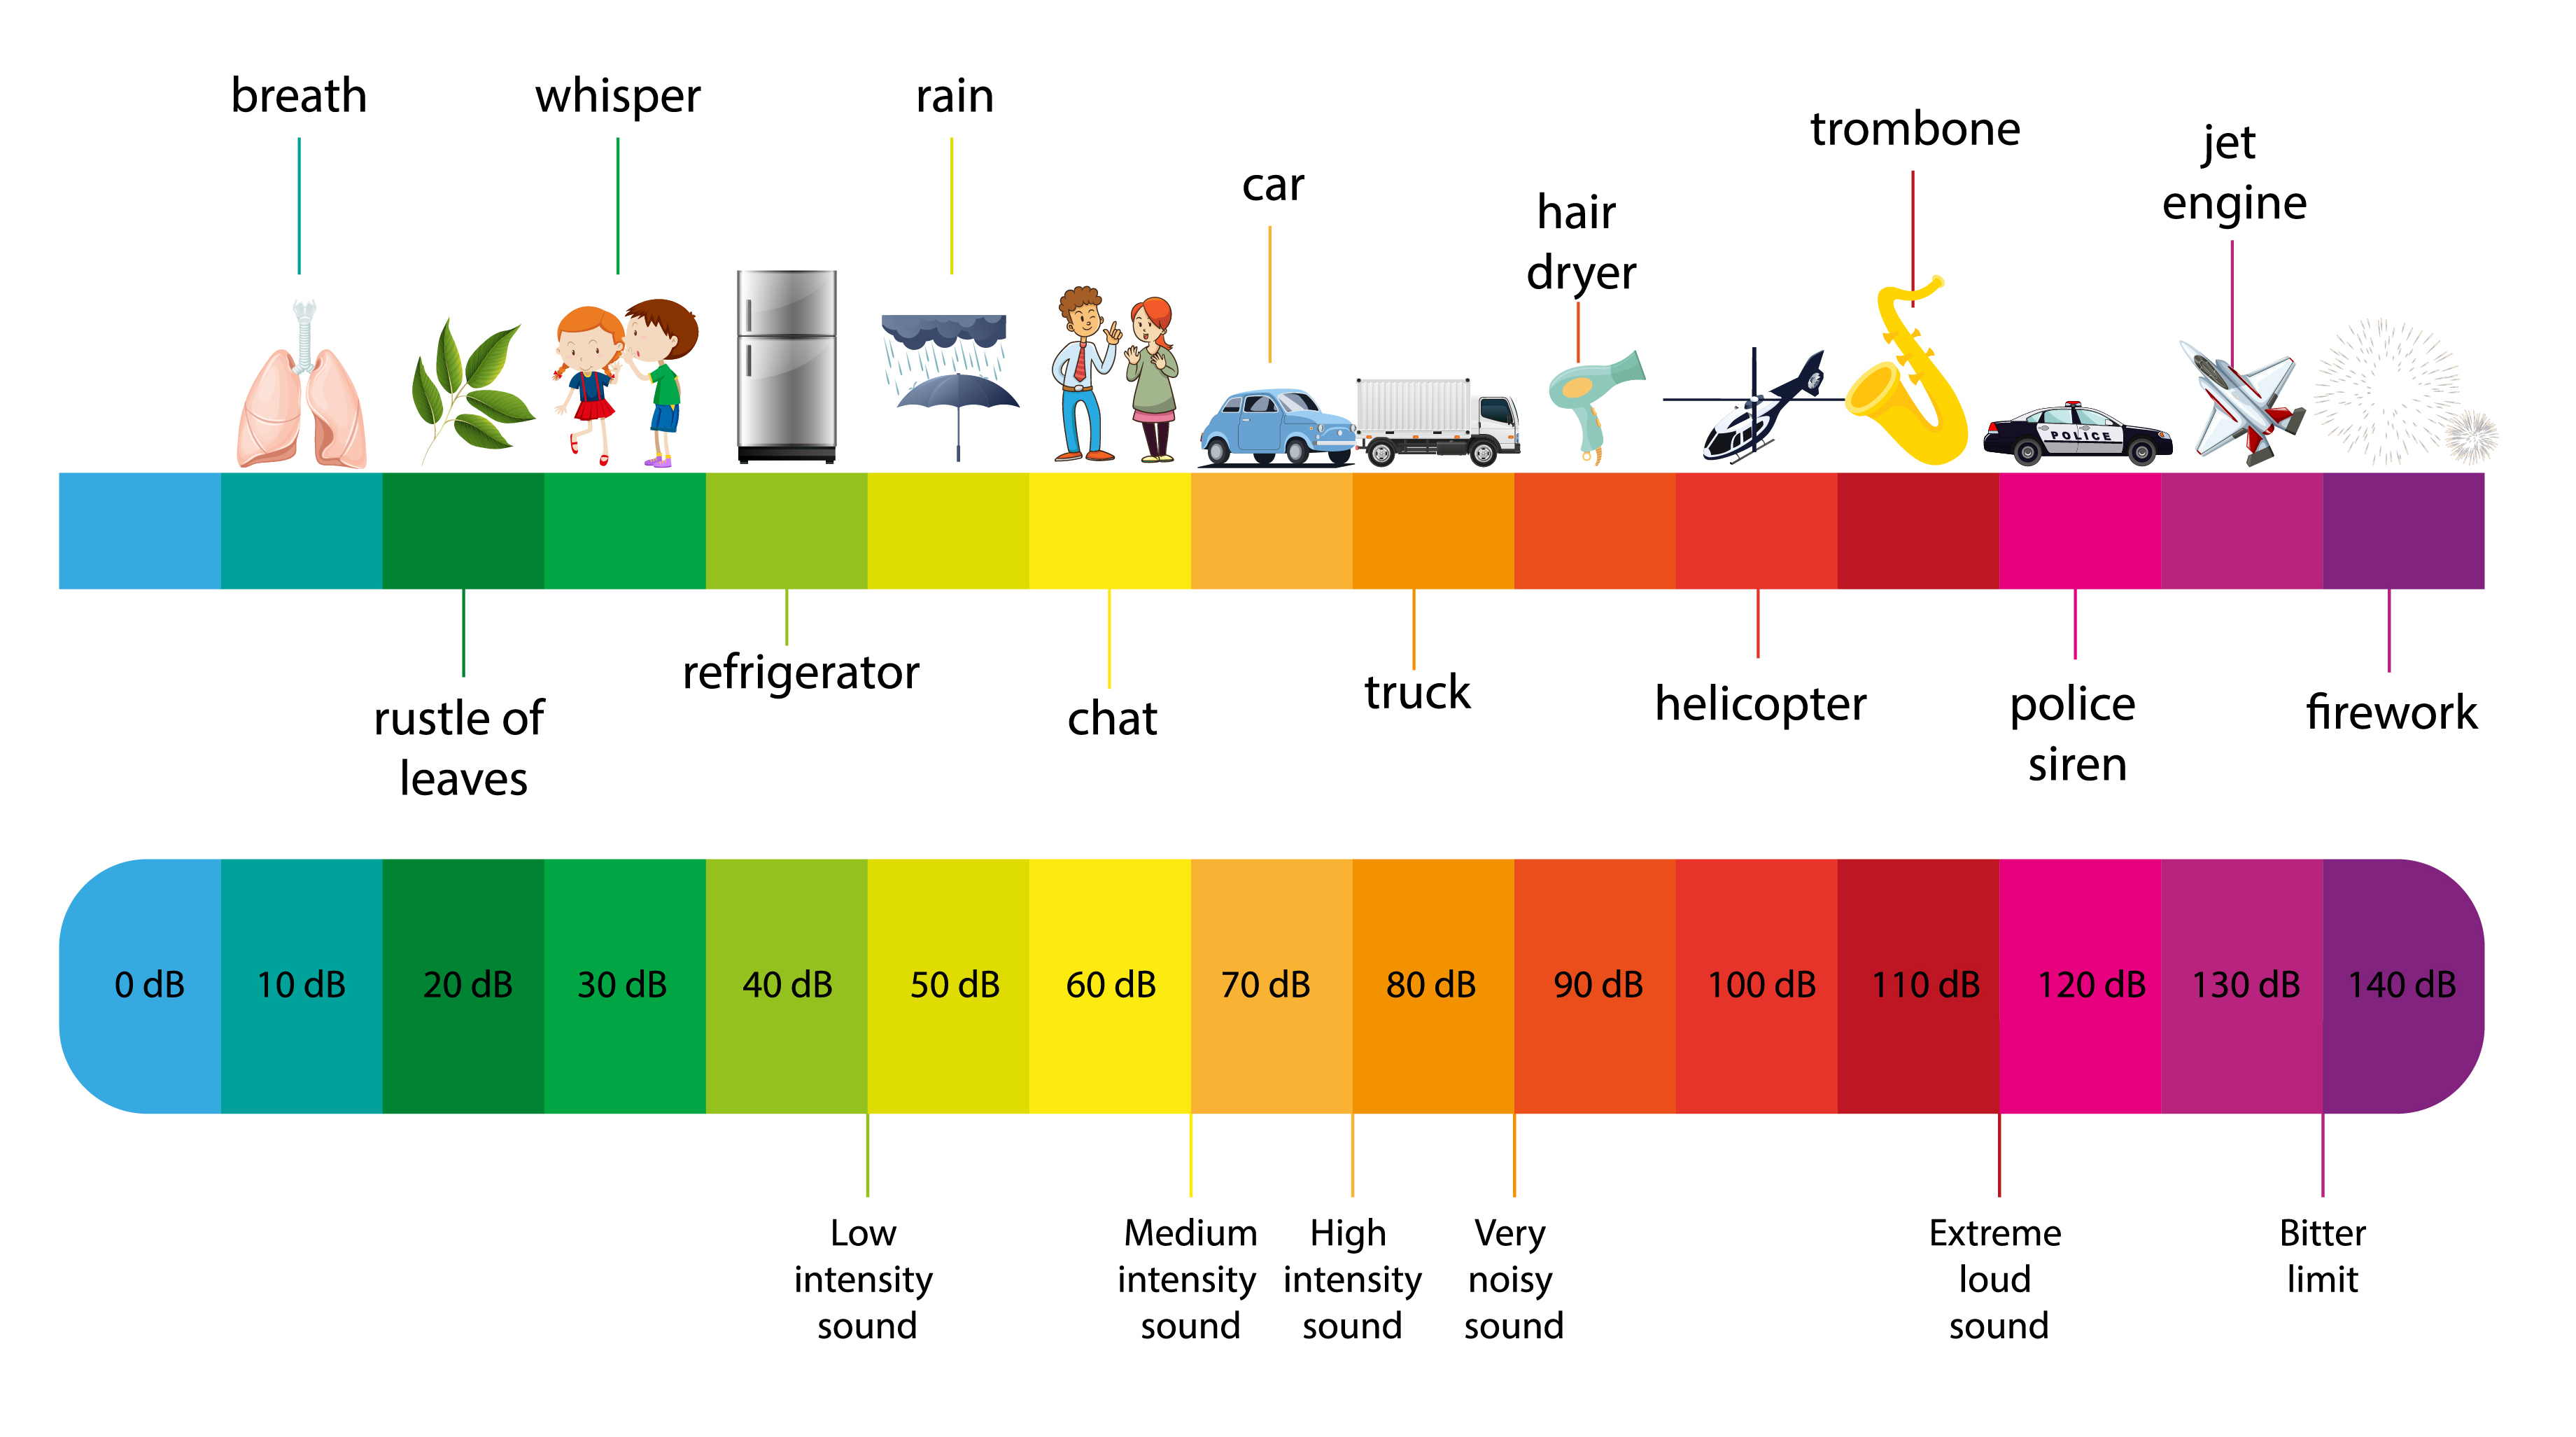 breath
whisper
rain
car
hair
dryer
trombone
jet
engine
POLICE
rustle of
leaves
refrigerator
chat
truck
helicopter
police
siren
firework
0 dB
10 dB
20 dB
30 dB
40 dB
50 dB
60 dB
70 dB
80 dB
90 dB
100 dB
110 dB
120 dB
130 dB
140 dB
Low
intensity
sound
Medium
intensity
sound
High
intensity
sound
Very
noisy
sound
Extreme
loud
sound
Bitter
limit